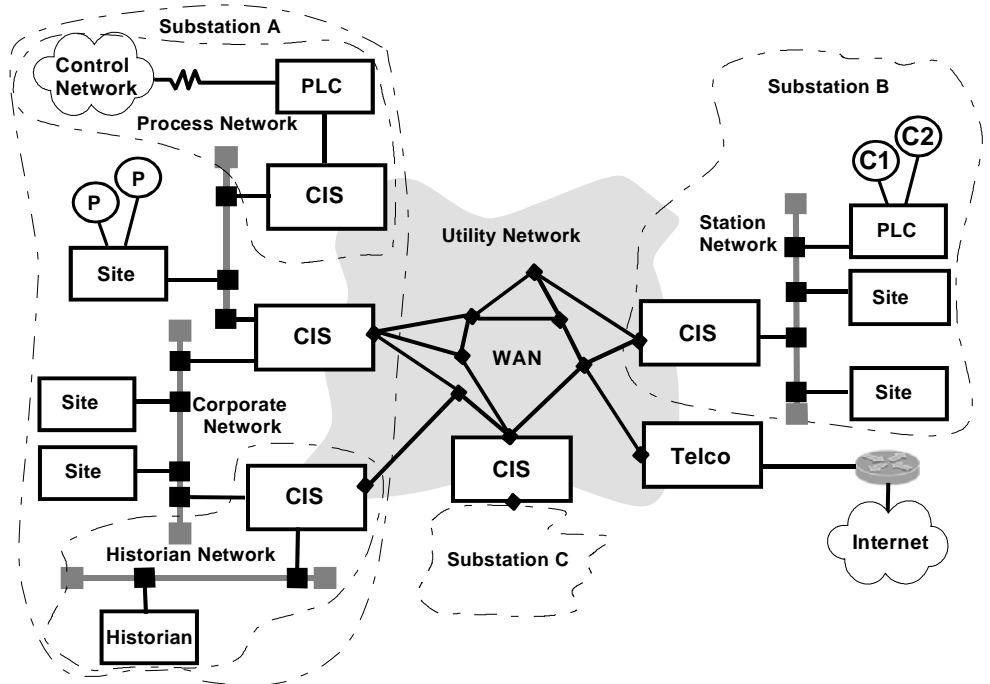 Substation A
Control
Network
PLC
Substation B
Process Network
C1
C2
CIS
P
P
Station
Network
PLC
Utility Network
Site
Site
CIS
CIS
WAN
Site
Corporate
Network
Site
Site
CIS
CIS
Telco
Internet
Historian Network
Substation C
Historian